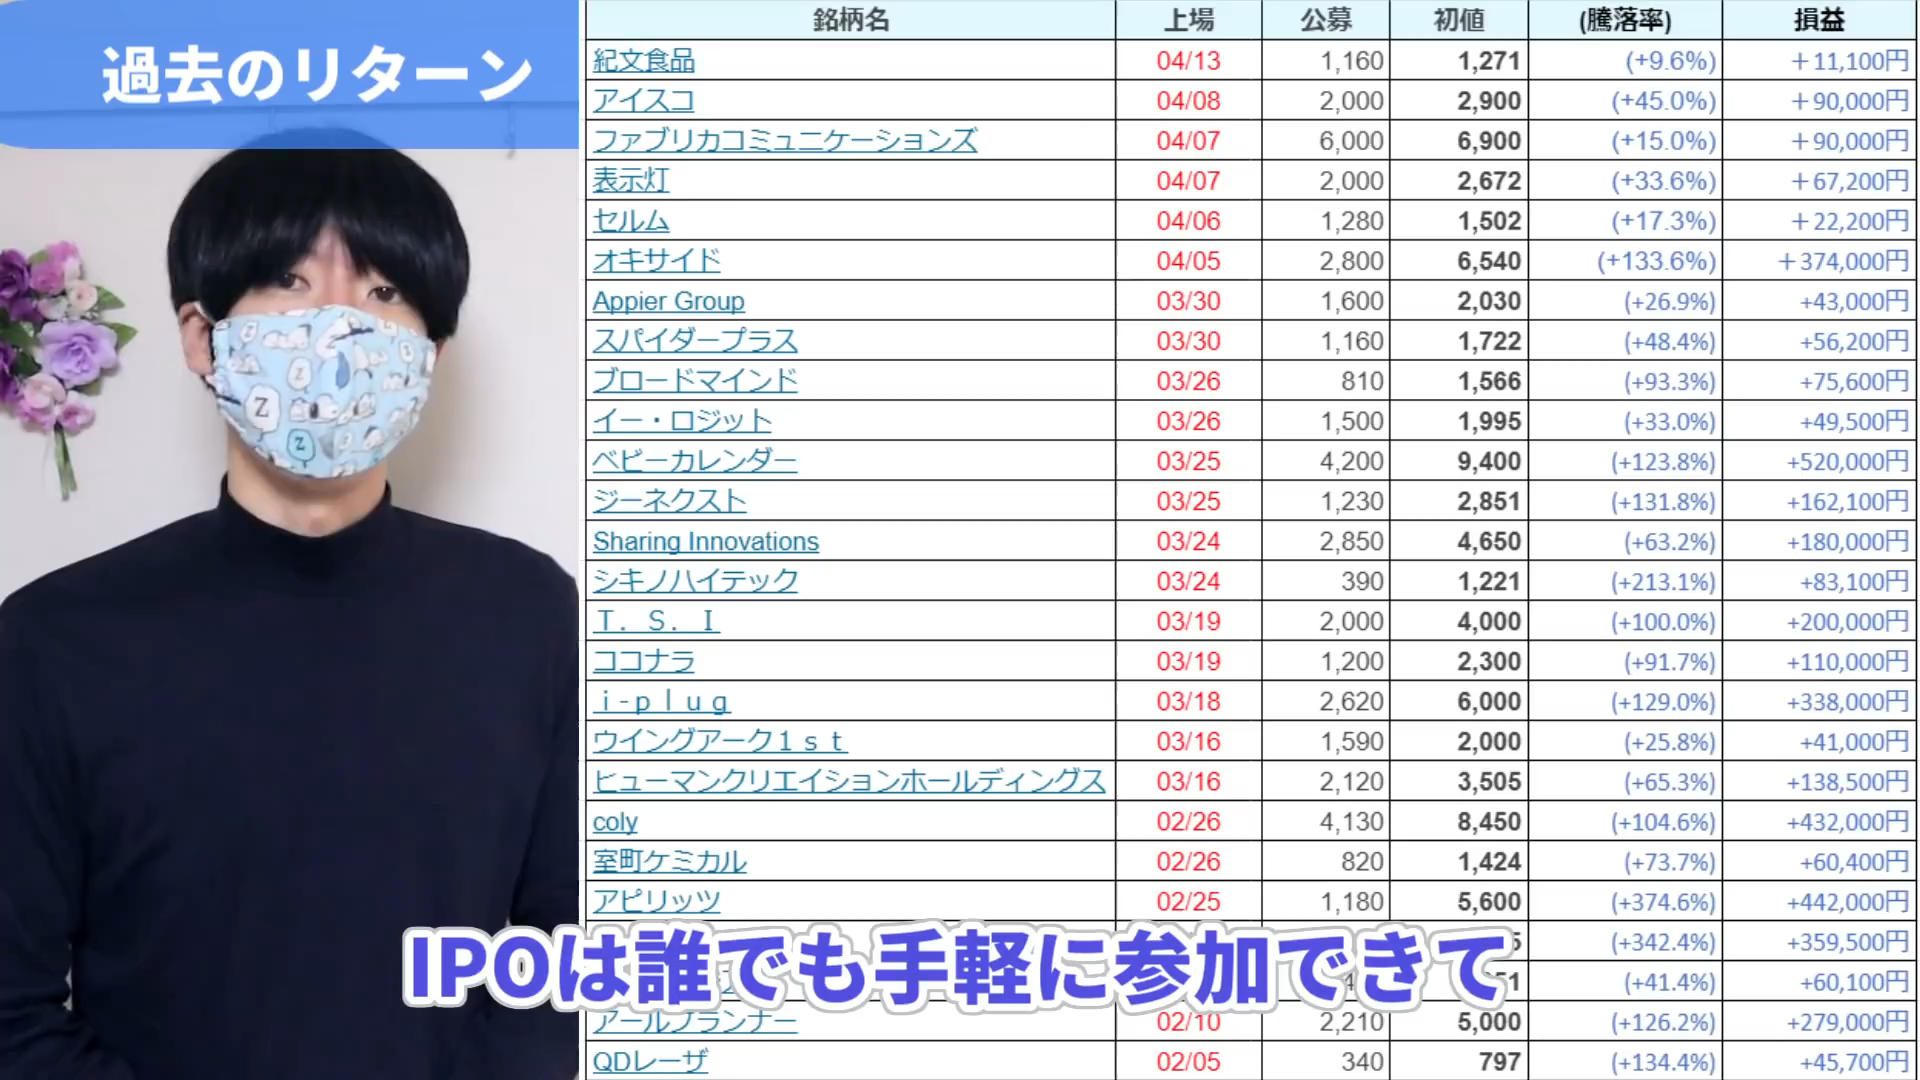 過去のリターン
銘柄名 上場 公募 初値 (騰落率) 損益
紀文食品 04/13 1,160 1,271 (+9.6%) +11,100円
アイスコ 04/08 2,000 2,900 (+45.0%) +90,000円
ファブリカコミュニケーションズ 04/07 6,000 6,900 (+15.0%) +90,000円
表示灯 04/07 2,000 2,672 (+33.6%) +67,200円
セルム 04/06 1,280 1,502 (+17.3%) +22,200円
オキサイド 04/05 2,800 6,540 (+133.6%) +374,000円
Appier Group 03/30 1,600 2,030 (+26.9%) +43,000円
スパイダープラス 03/30 1,160 1,722 (+48.4%) +56,200円
ブロードマインド 03/26 810 1,566 (+93.3%) +75,600円
イー・ロジット 03/26 1,500 1,995 (+33.0%) +49,500円
ベビーカレンダー 03/25 4,200 9,400 (+123.8%) +520,000円
ジーネクスト 03/25 1,230 2,851 (+131.8%) +162,100円
Sharing Innovations 03/24 2,850 4,650 (+63.2%) +180,000円
シキノハイテック 03/24 390 1,221 (+213.1%) +83,100円
T.S.I 03/19 2,000 4,000 (+100.0%) +200,000円
ココナラ 03/19 1,200 2,300 (+91.7%) +110,000円
i-plug 03/18 2,620 6,000 (+129.0%) +338,000円
ウイングアーク1st 03/16 1,590 2,000 (+25.8%) +41,000円
ヒューマンクリエイションホールディングス 03/16 2,120 3,505 (+65.3%) +138,500円
coly 02/26 4,130 8,450 (+104.6%) +432,000円
室町ケミカル 02/26 820 1,424 (+73.7%) +60,400円
アピリッツ 02/25 1,180 5,600 (+374.6%) +442,000円
(+342.4%) +359,500円
(+41.4%) +60,100円
アールプランナー 02/10 2,210 5,000 (+126.2%) +279,000円
QDレーザ 02/05 340 797 (+134.4%) +45,700円
IPOは誰でも手軽に参加できて
Z
Z
Z